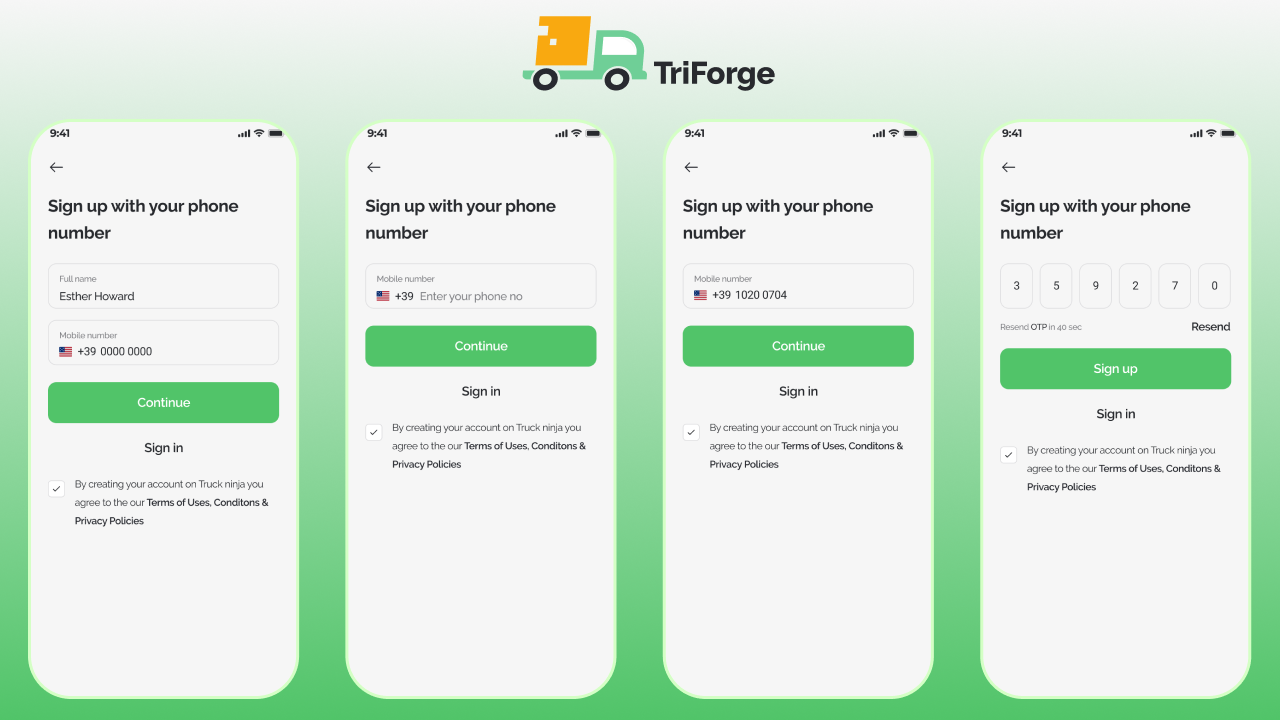 TriForge
9:41
Sign up with your phone
number
Full name
Esther Howard
Mobile number
+39 0000 0000
Continue
Sign in
By creating your account on Truck ninja you
agree to the our Terms of Uses, Conditons &
Privacy Policies
9:41
Sign up with your phone
number
Mobile number
+39 Enter your phone no
Continue
Sign in
By creating your account on Truck ninja you
agree to the our Terms of Uses, Conditons &
Privacy Policies
9:41
Sign up with your phone
number
Mobile number
+39 1020 0704
Continue
Sign in
By creating your account on Truck ninja you
agree to the our Terms of Uses, Conditons &
Privacy Policies
9:41
Sign up with your phone
number
3 5 9 2 7 0
Resend OTP in 40 sec Resend
Sign up
Sign in
By creating your account on Truck ninja you
agree to the our Terms of Uses, Conditons &
Privacy Policies